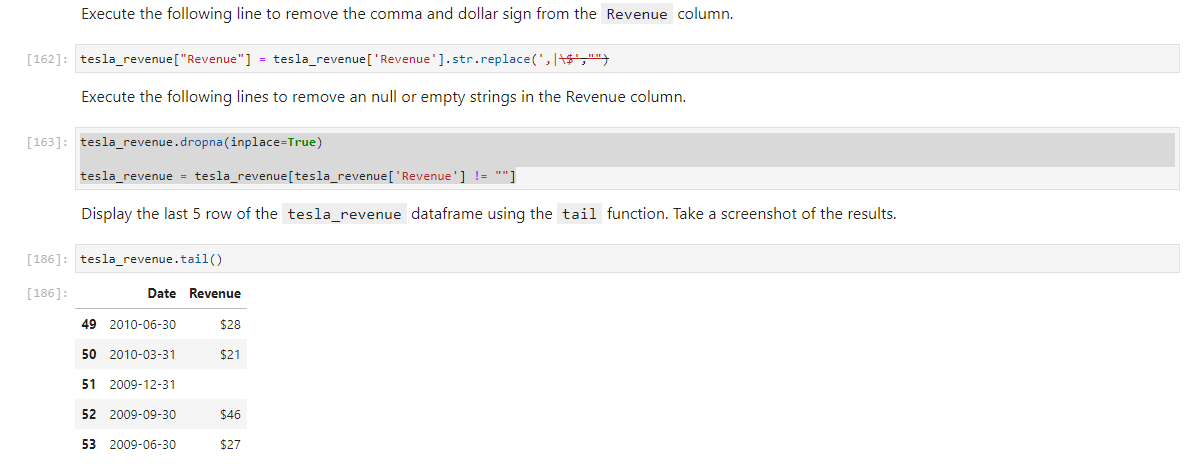 Execute the following line to remove the comma and dollar sign from the Revenue column.
[162]: tesla_revenue["Revenue"] = tesla_revenue['Revenue'].str.replace(',|\$',"")
Execute the following lines to remove an null or empty strings in the Revenue column.
[163]: tesla_revenue.dropna(inplace=True)
tesla_revenue = tesla_revenue[tesla_revenue['Revenue'] != ""]
Display the last 5 row of the tesla_revenue dataframe using the tail function. Take a screenshot of the results.
[186]: tesla_revenue.tail()
[186]: Date Revenue
49 2010-06-30 $28
50 2010-03-31 $21
51 2009-12-31
52 2009-09-30 $46
53 2009-06-30 $27